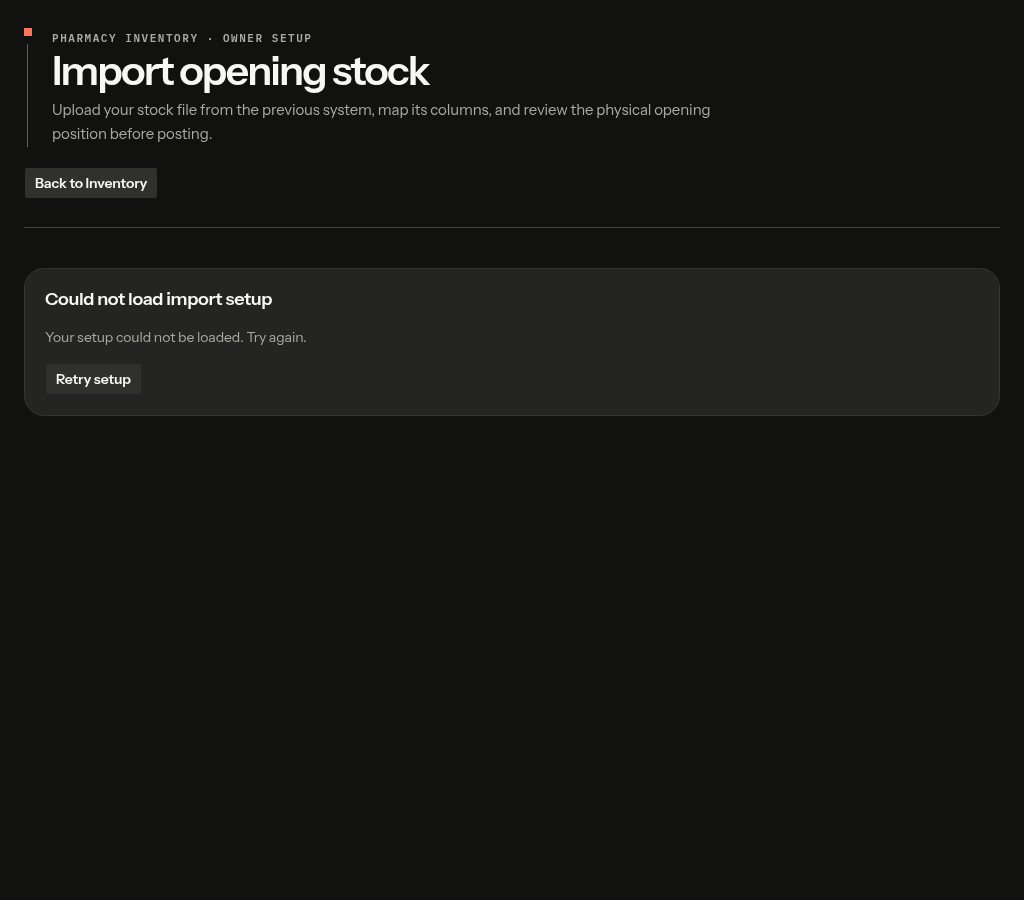 PHARMACY INVENTORY · OWNER SETUP
Import opening stock
Upload your stock file from the previous system, map its columns, and review the physical opening
position before posting.
Back to Inventory
Could not load import setup
Your setup could not be loaded. Try again.
Retry setup